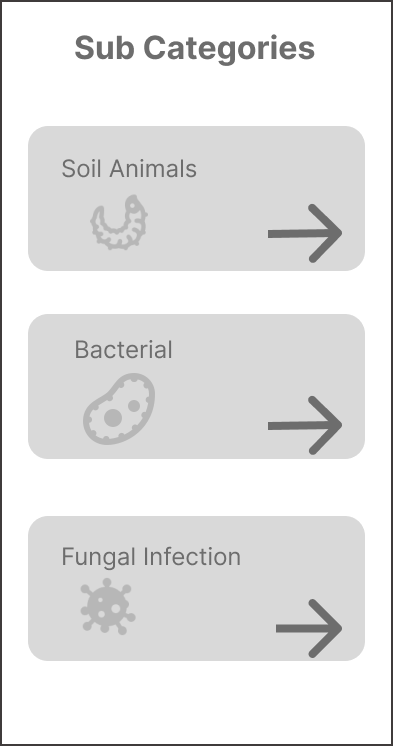 Sub Categories
Soil Animals
Bacterial
Fungal Infection